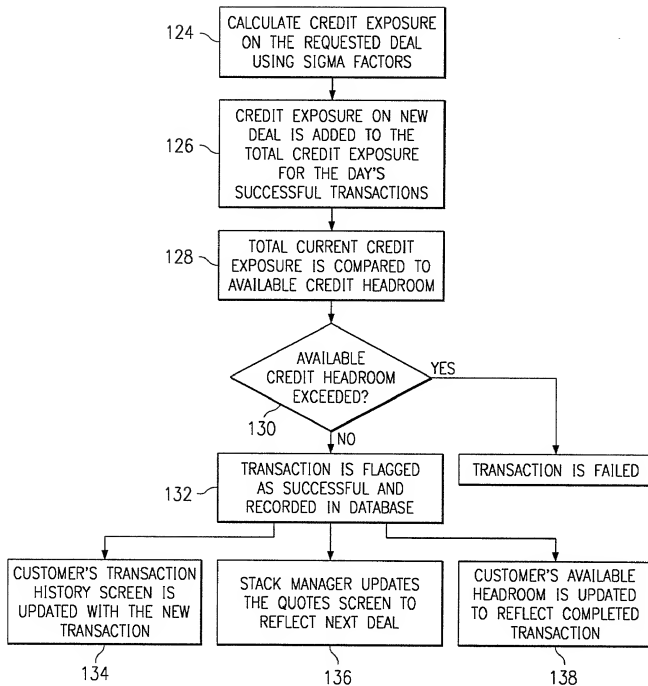 124
CALCULATE CREDIT EXPOSURE
ON THE REQUESTED DEAL
USING SIGMA FACTORS
126
CREDIT EXPOSURE ON NEW
DEAL IS ADDED TO THE
TOTAL CREDIT EXPOSURE
FOR THE DAY'S
SUCCESSFUL TRANSACTIONS
128
TOTAL CURRENT CREDIT
EXPOSURE IS COMPARED TO
AVAILABLE CREDIT HEADROOM
AVAILABLE
CREDIT HEADROOM
EXCEEDED?
YES
130
NO
132
TRANSACTION IS FLAGGED
AS SUCCESSFUL AND
RECORDED IN DATABASE
TRANSACTION IS FAILED
CUSTOMER'S TRANSACTION
HISTORY SCREEN IS
UPDATED WITH THE NEW
TRANSACTION
134
STACK MANAGER UPDATES
THE QUOTES SCREEN TO
REFLECT NEXT DEAL
136
CUSTOMER'S AVAILABLE
HEADROOM IS UPDATED
TO REFLECT COMPLETED
TRANSACTION
138